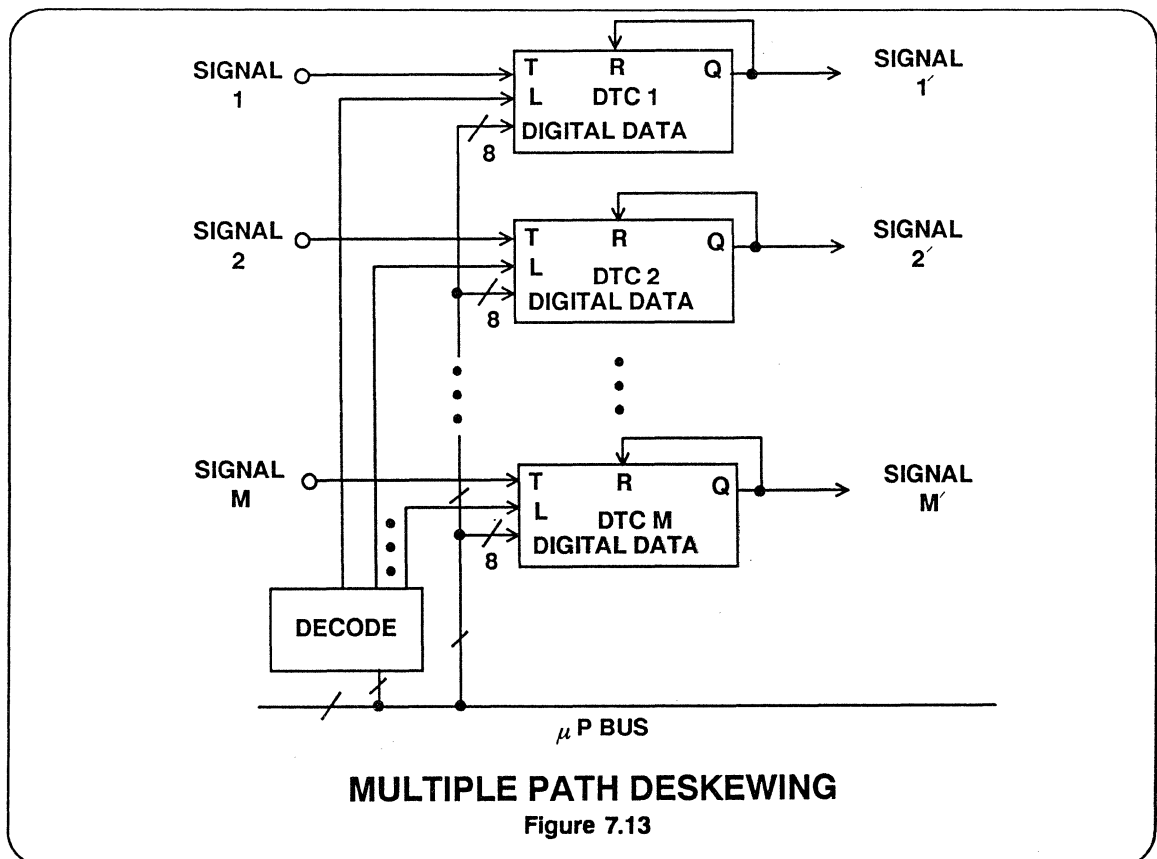 SIGNAL
1
T R Q
L DTC 1
DIGITAL DATA
8
SIGNAL
1′
SIGNAL
2
T R Q
L DTC 2
DIGITAL DATA
8
SIGNAL
2′
SIGNAL
M
T R Q
L DTC M
DIGITAL DATA
8
SIGNAL
M′
DECODE
μP BUS
MULTIPLE PATH DESKEWING
Figure 7.13